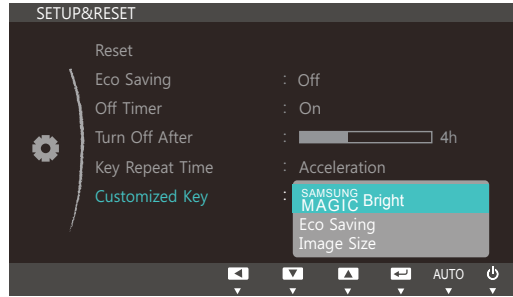 SETUP&RESET
Reset
Eco Saving : Off
Off Timer : On
Turn Off After : 4h
Key Repeat Time : Acceleration
Customized Key : SAMSUNG MAGIC Bright
Eco Saving
Image Size
AUTO